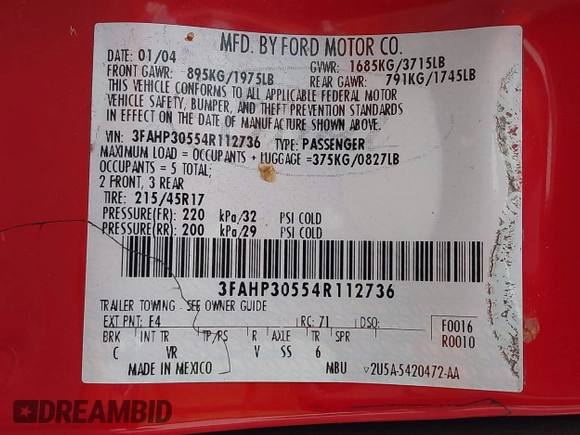 MFD. BY FORD MOTOR CO.
DATE: 01/04 GVWR: 1685KG/3715LB
FRONT GAWR: 895KG/1975LB REAR GAWR: 791KG/1745LB
THIS VEHICLE CONFORMS TO ALL APPLICABLE FEDERAL MOTOR
VEHICLE SAFETY, BUMPER, AND THEFT PREVENTION STANDARDS
IN EFFECT ON THE DATE OF MANUFACTURE SHOWN ABOVE.
VIN: 3FAHP30554R112736 TYPE: PASSENGER
MAXIMUM LOAD = OCCUPANTS + LUGGAGE =375KG/0827LB
OCCUPANTS = 5 TOTAL;
2 FRONT, 3 REAR
TIRE: 215/45R17
PRESSURE(FR) 220 kPa/32 PSI COLD
PRESSURE(RR) 200 kPa/29 PSI COLD
3FAHP30554R112736
TRAILER TOWING - SEE OWNER GUIDE
EXT PNT: E4 RC: 71 DSO: F0016
BRK INT TR TP/PS R AXLE TR SPR R0010
C VR V SS 6
MADE IN MEXICO MBU 2U5A-5420472-AA
DREAMBID